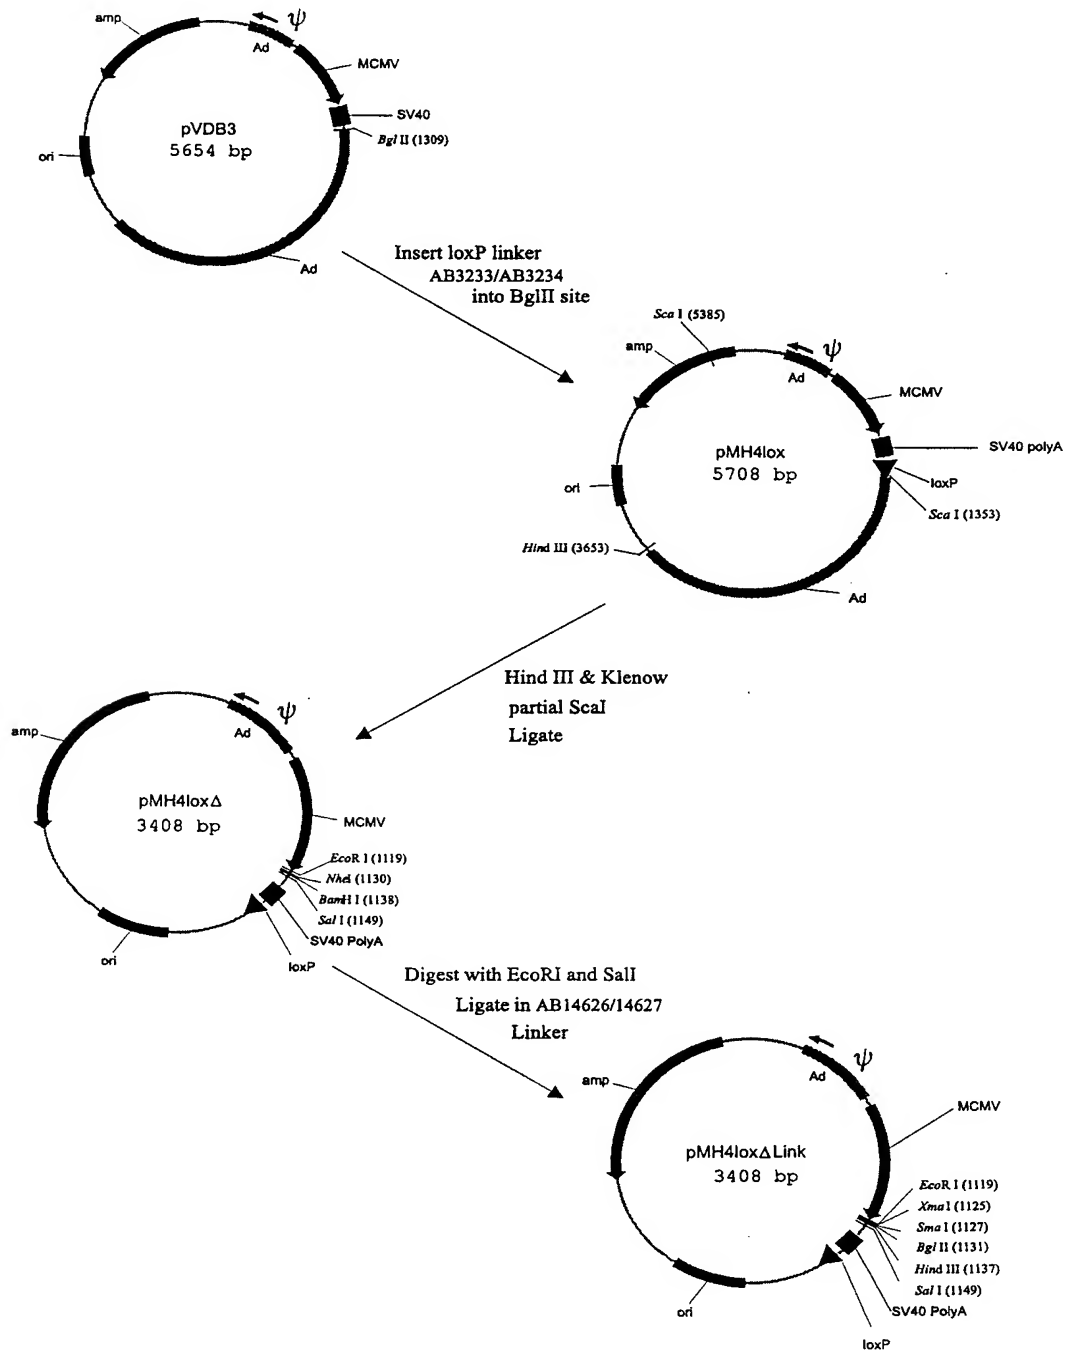 amp
ψ
Ad
MCMV
SV40
pVDB3
5654 bp
Bgl II (1309)
ori
Ad
Insert loxP linker
AB3233/AB3234
into BglII site
Sca I (5385)
amp
ψ
Ad
MCMV
SV40 polyA
pMH4lox
5708 bp
loxP
ori
Sca I (1353)
Hind III (3653)
Ad
Hind III & Klenow
partial ScaI
Ligate
ψ
Ad
amp
pMH4loxΔ
3408 bp
MCMV
EcoR I (1119)
NheI (1130)
BamH I (1138)
Sal I (1149)
SV40 PolyA
ori
loxP
Digest with EcoRI and SalI
Ligate in AB14626/14627
Linker
ψ
Ad
amp
MCMV
pMH4loxΔLink
3408 bp
EcoR I (1119)
Xma I (1125)
Sma I (1127)
Bgl II (1131)
Hind III (1137)
Sal I (1149)
SV40 PolyA
ori
loxP